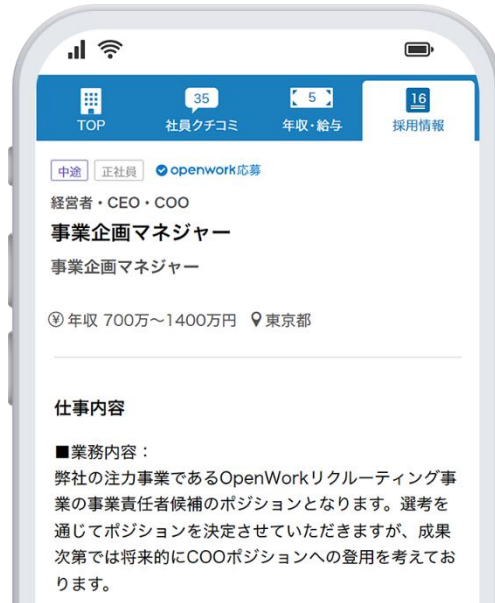 35
5
16
TOP
社員クチコミ
年収・給与
採用情報
中途 正社員 openwork応募
経営者・CEO・COO
事業企画マネジャー
事業企画マネジャー
年収 700万～1400万円 東京都
仕事内容
■業務内容：
弊社の注力事業であるOpenWorkリクルーティング事
業の事業責任者候補のポジションとなります。選考を
通じてポジションを決定させていただきますが、成果
次第では将来的にCOOポジションへの登用を考えてお
ります。